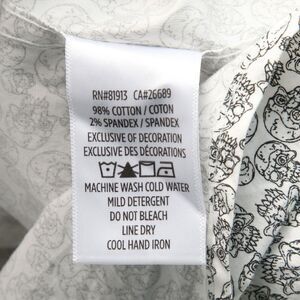 RN#81913 CA#26689
98% COTTON / COTON
2% SPANDEX / SPANDEX
EXCLUSIVE OF DECORATION
EXCLUSIVE DES DÉCORATIONS
MACHINE WASH COLD WATER
MILD DETERGENT
DO NOT BLEACH
LINE DRY
COOL HAND IRON